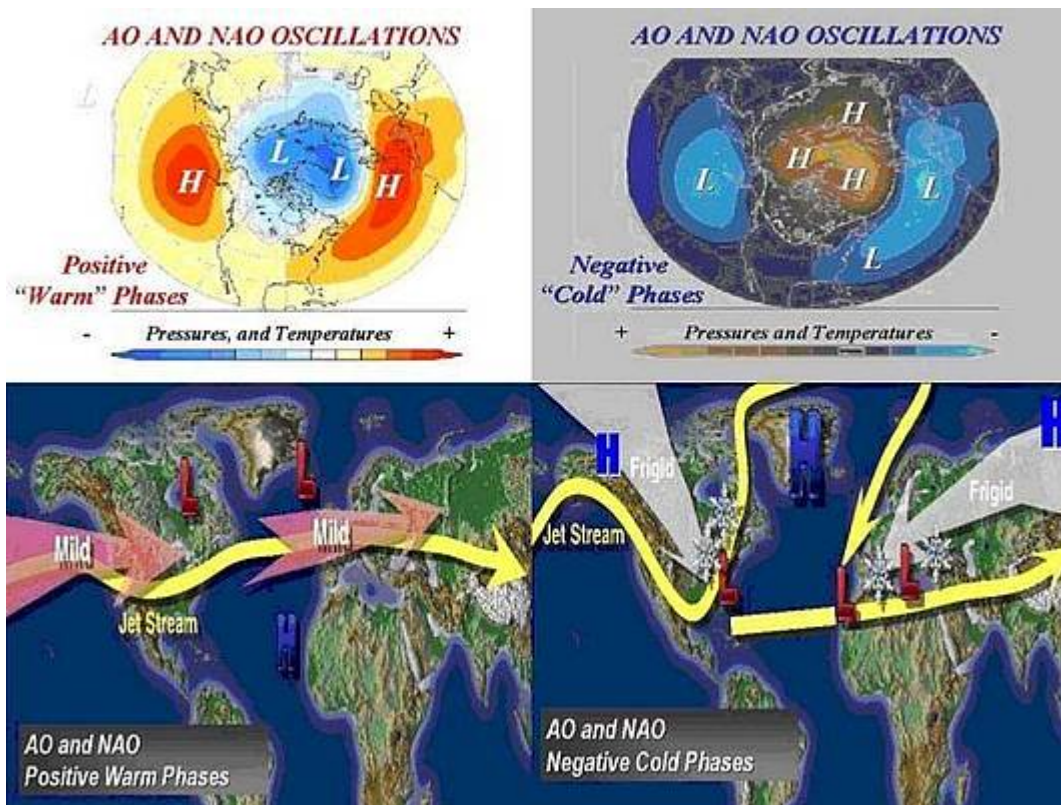 AO AND NAO OSCILLATIONS
L
L
L
H
H
Positive
"Warm" Phases
- Pressures, and Temperatures +
AO AND NAO OSCILLATIONS
H
H
H
L
L
L
Negative
"Cold" Phases
+ Pressures and Temperatures -
L
L
Mild
Mild
Jet Stream
H
AO and NAO
Positive Warm Phases
H
H
H
Frigid
Frigid
Jet Stream
L
L
L
AO and NAO
Negative Cold Phases